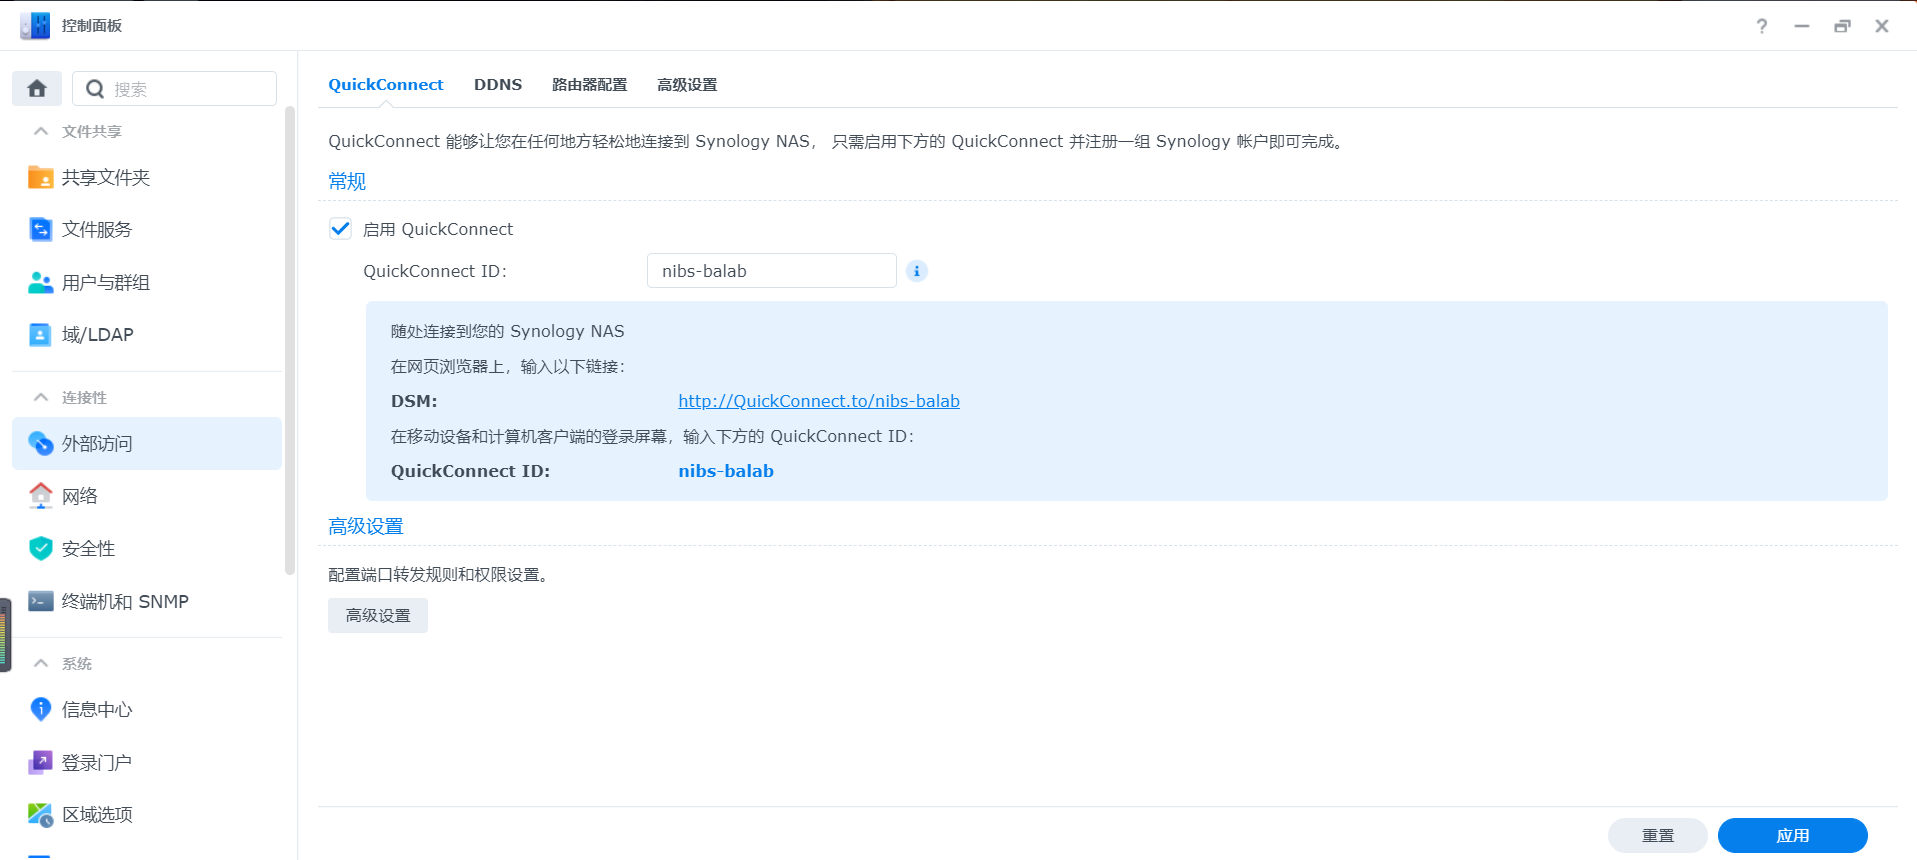 控制面板
搜索
文件共享
共享文件夹
文件服务
用户与群组
域/LDAP
连接性
外部访问
网络
安全性
终端机和 SNMP
系统
信息中心
登录门户
区域选项
QuickConnect DDNS 路由器配置 高级设置
QuickConnect 能够让您在任何地方轻松地连接到 Synology NAS， 只需启用下方的 QuickConnect 并注册一组 Synology 帐户即可完成。
常规
启用 QuickConnect
QuickConnect ID： nibs-balab
随处连接到您的 Synology NAS
在网页浏览器上，输入以下链接：
DSM: http://QuickConnect.to/nibs-balab
在移动设备和计算机客户端的登录屏幕，输入下方的 QuickConnect ID：
QuickConnect ID: nibs-balab
高级设置
配置端口转发规则和权限设置。
高级设置
重置 应用